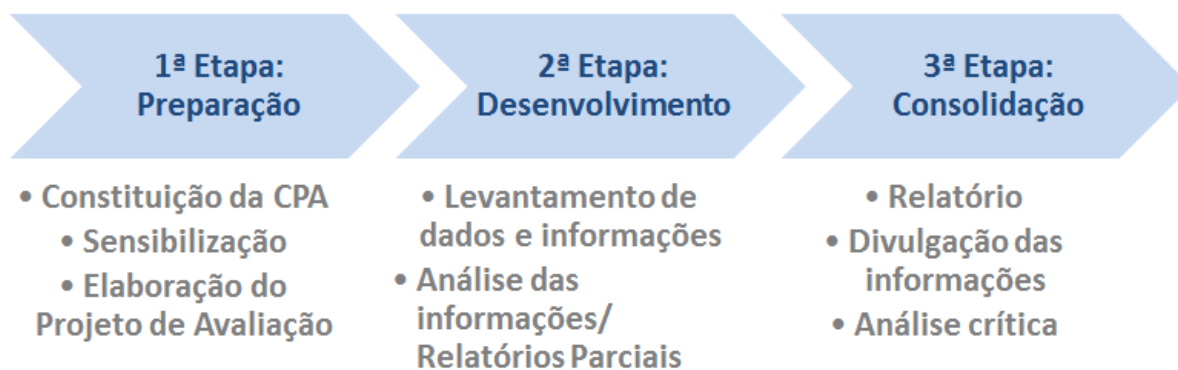 1ª Etapa:
Preparação
• Constituição da CPA
• Sensibilização
• Elaboração do
Projeto de Avaliação
2ª Etapa:
Desenvolvimento
• Levantamento de
dados e informações
• Análise das
informações/
Relatórios Parciais
3ª Etapa:
Consolidação
• Relatório
• Divulgação das
informações
• Análise crítica